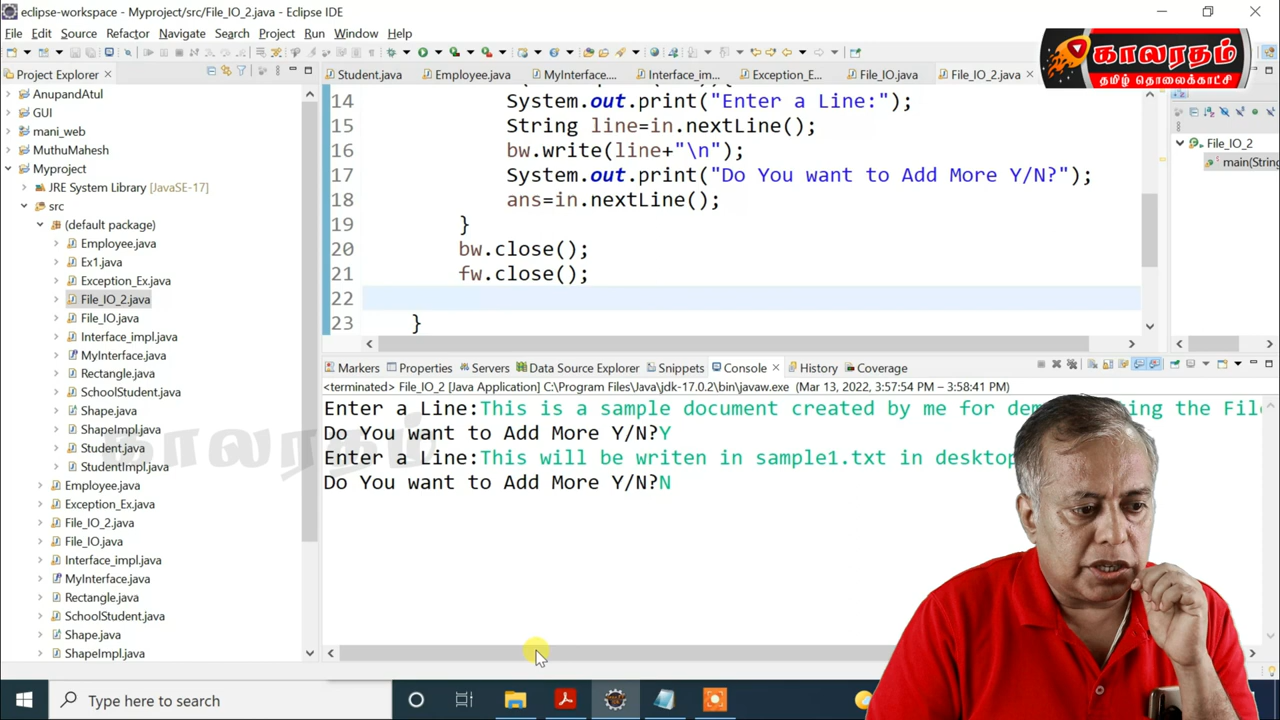 eclipse-workspace - Myproject/src/File_IO_2.java - Eclipse IDE
File Edit Source Refactor Navigate Search Project Run Window Help
காலரதம்
தமிழ் தொலைக்காட்சி
Project Explorer
Student.java Employee.java MyInterface.... Interface_im... Exception_E... File_IO.java File_IO_2.java
AnupandAtul
GUI
mani_web
MuthuMahesh
Myproject
JRE System Library [JavaSE-17]
src
(default package)
Employee.java
Ex1.java
Exception_Ex.java
File_IO_2.java
File_IO.java
Interface_impl.java
MyInterface.java
Rectangle.java
SchoolStudent.java
Shape.java
ShapeImpl.java
Student.java
StudentImpl.java
Employee.java
Exception_Ex.java
File_IO_2.java
File_IO.java
Interface_impl.java
MyInterface.java
Rectangle.java
SchoolStudent.java
Shape.java
ShapeImpl.java
14 System.out.print("Enter a Line:");
15 String line=in.nextLine();
16 bw.write(line+"\n");
17 System.out.print("Do You want to Add More Y/N?");
18 ans=in.nextLine();
19 }
20 bw.close();
21 fw.close();
22
23 }
File_IO_2
main(String
Markers Properties Servers Data Source Explorer Snippets Console History Coverage
<terminated> File_IO_2 [Java Application] C:\Program Files\Java\jdk-17.0.2\bin\javaw.exe (Mar 13, 2022, 3:57:54 PM – 3:58:41 PM)
Enter a Line:This is a sample document created by me for the Fil
Do You want to Add More Y/N?Y
Enter a Line:This will be writen in sample1.txt in desktop
Do You want to Add More Y/N?N
காலரதம்
Type here to search